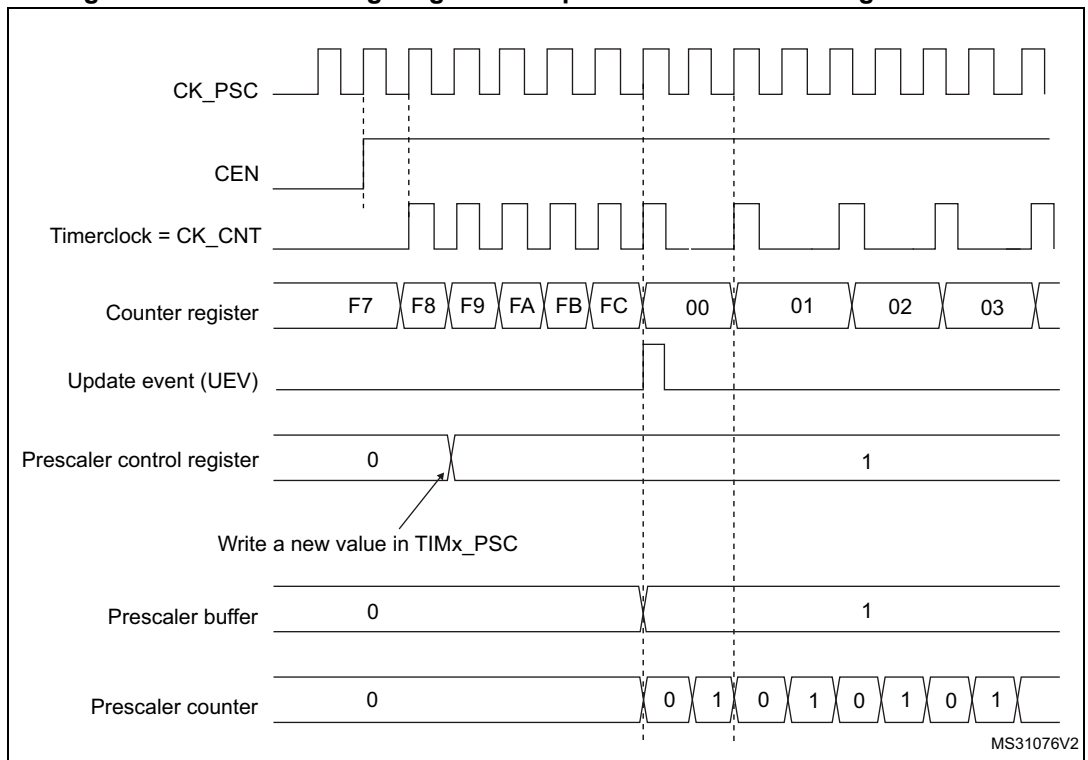 CK_PSC
CEN
Timerclock = CK_CNT
Counter register F7 F8 F9 FA FB FC 00 01 02 03
Update event (UEV)
Prescaler control register 0 1
Write a new value in TIMx_PSC
Prescaler buffer 0 1
Prescaler counter 0 0 1 0 1 0 1 0 1
MS31076V2